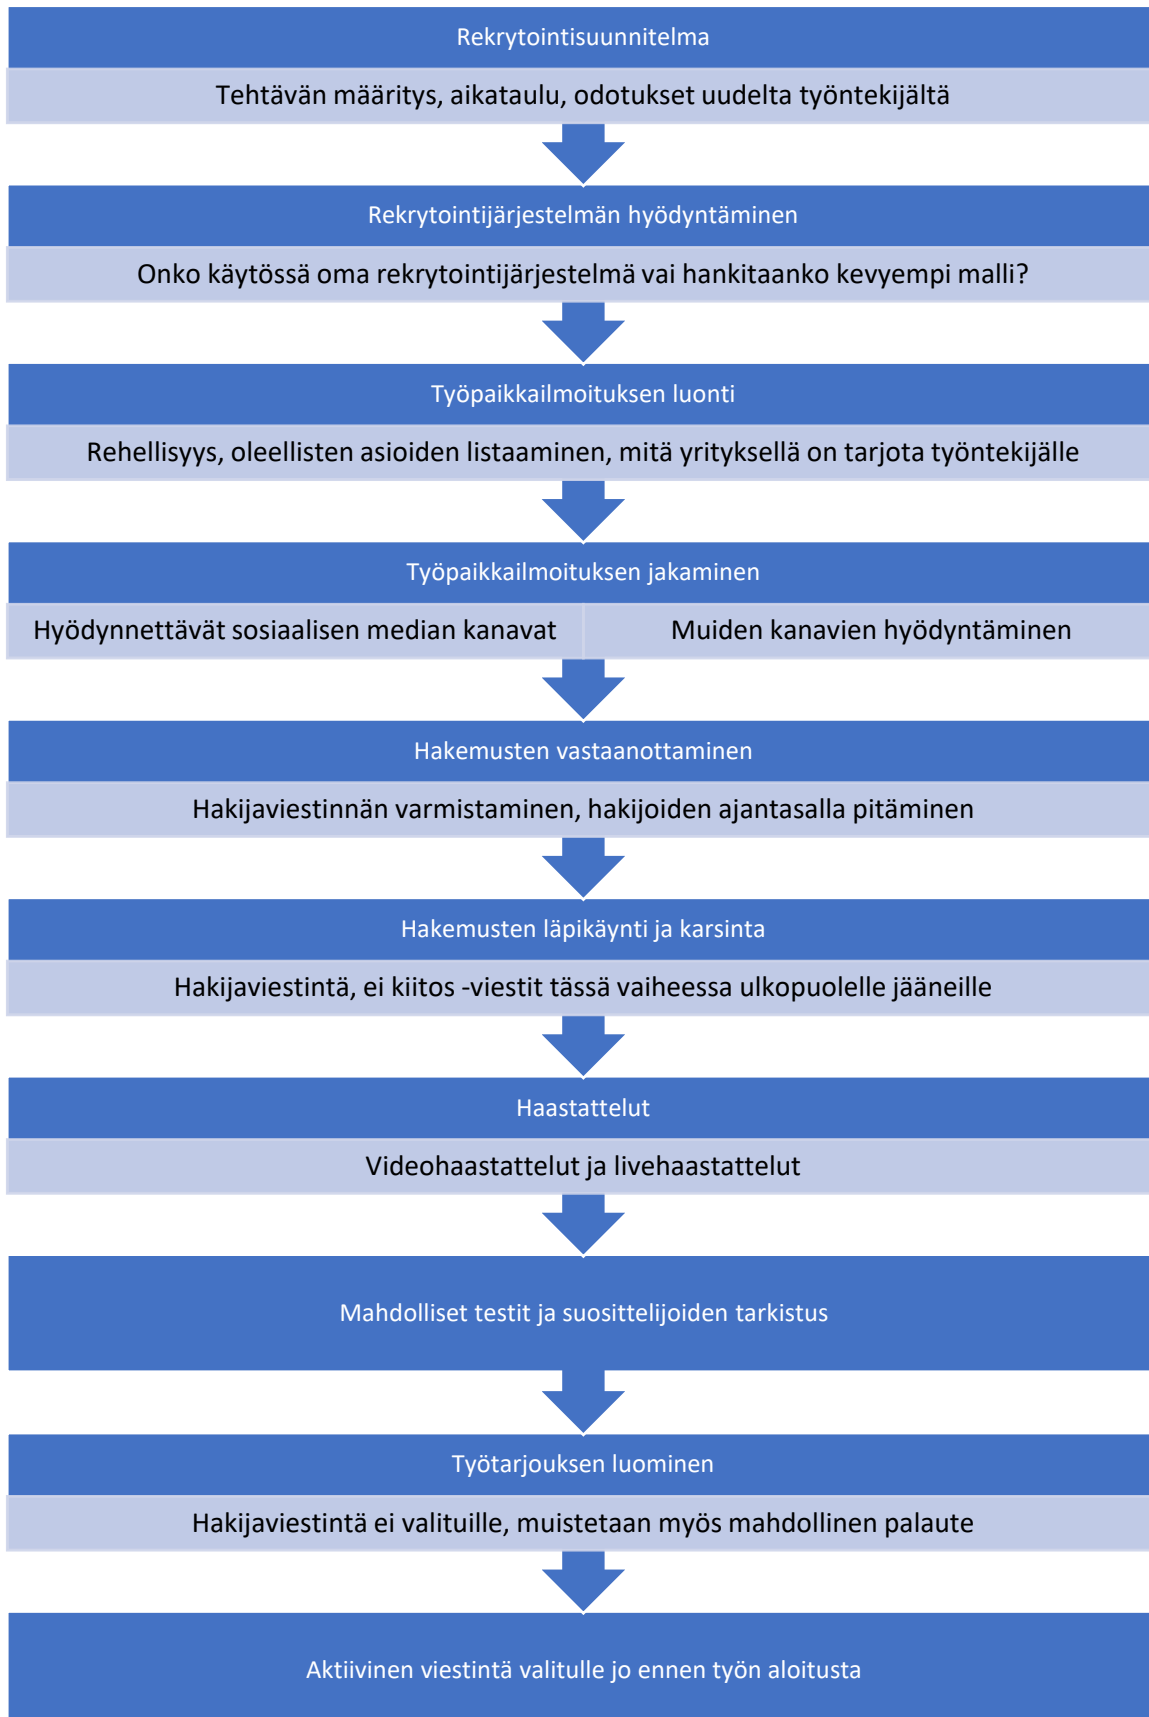 Rekrytointisuunnitelma
Tehtävän määritys, aikataulu, odotukset uudelta työntekijältä
Rekrytointijärjestelmän hyödyntäminen
Onko käytössä oma rekrytointijärjestelmä vai hankitaanko kevyempi malli?
Työpaikkailmoituksen luonti
Rehellisyys, oleellisten asioiden listaaminen, mitä yrityksellä on tarjota työntekijälle
Työpaikkailmoituksen jakaminen
Hyödynnettävät sosiaalisen median kanavat
Muiden kanavien hyödyntäminen
Hakemusten vastaanottaminen
Hakijaviestinnän varmistaminen, hakijoiden ajantasalla pitäminen
Hakemusten läpikäynti ja karsinta
Hakijaviestintä, ei kiitos -viestit tässä vaiheessa ulkopuolelle jääneille
Haastattelut
Videohaastattelut ja livehaastattelut
Mahdolliset testit ja suosittelijoiden tarkistus
Työtarjouksen luominen
Hakijaviestintä ei valituille, muistetaan myös mahdollinen palaute
Aktiivinen viestintä valitulle jo ennen työn aloitusta